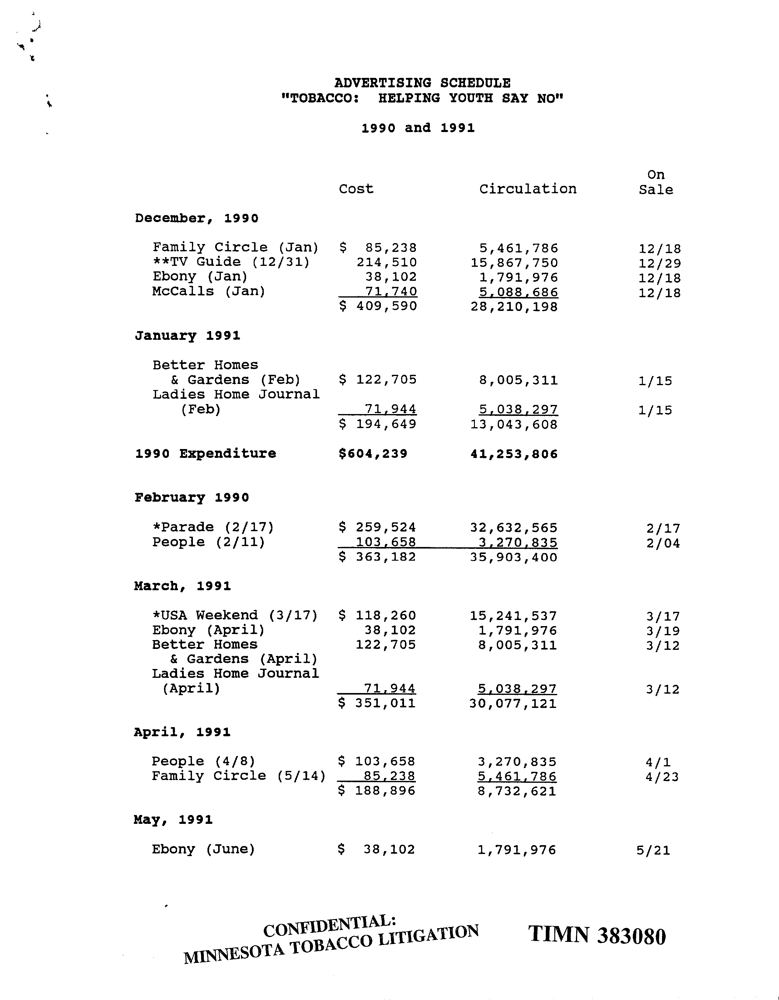 ADVERTISING SCHEDULE
"TOBACCO: HELPING YOUTH SAY NO"
1990 and 1991
On
Cost Circulation Sale
December, 1990
Family Circle (Jan) $ 85,238 5,461,786 12/18
**TV Guide (12/31) 214,510 15,867,750 12/29
Ebony (Jan) 38,102 1,791,976 12/18
McCalls (Jan) 71,740 5,088,686 12/18
$ 409,590 28,210,198
January 1991
Better Homes
& Gardens (Feb) $ 122,705 8,005,311 1/15
Ladies Home Journal
(Feb) 71,944 5,038,297 1/15
$ 194,649 13,043,608
1990 Expenditure $604,239 41,253,806
February 1990
*Parade (2/17) $ 259,524 32,632,565 2/17
People (2/11) 103,658 3,270,835 2/04
$ 363,182 35,903,400
March, 1991
*USA Weekend (3/17) $ 118,260 15,241,537 3/17
Ebony (April) 38,102 1,791,976 3/19
Better Homes 122,705 8,005,311 3/12
& Gardens (April)
Ladies Home Journal
(April) 71,944 5,038,297 3/12
$ 351,011 30,077,121
April, 1991
People (4/8) $ 103,658 3,270,835 4/1
Family Circle (5/14) 85,238 5,461,786 4/23
$ 188,896 8,732,621
May, 1991
Ebony (June) $ 38,102 1,791,976 5/21
CONFIDENTIAL:
MINNESOTA TOBACCO LITIGATION TIMN 383080